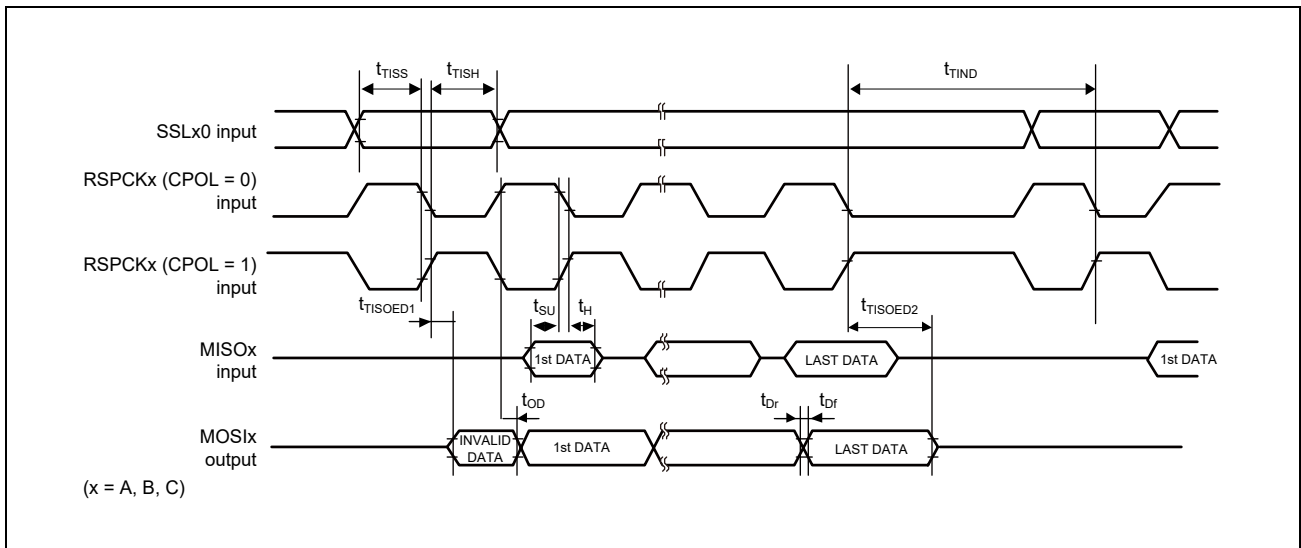 tTISS
tTISH
tTIND
SSLx0 input
RSPCKx (CPOL = 0)
input
RSPCKx (CPOL = 1)
input
tTISOED1
tSU
tH
tTISOED2
MISOx
input
1st DATA
LAST DATA
1st DATA
tOD
tDr
tDf
MOSIx
output
INVALID
DATA
1st DATA
LAST DATA
(x = A, B, C)